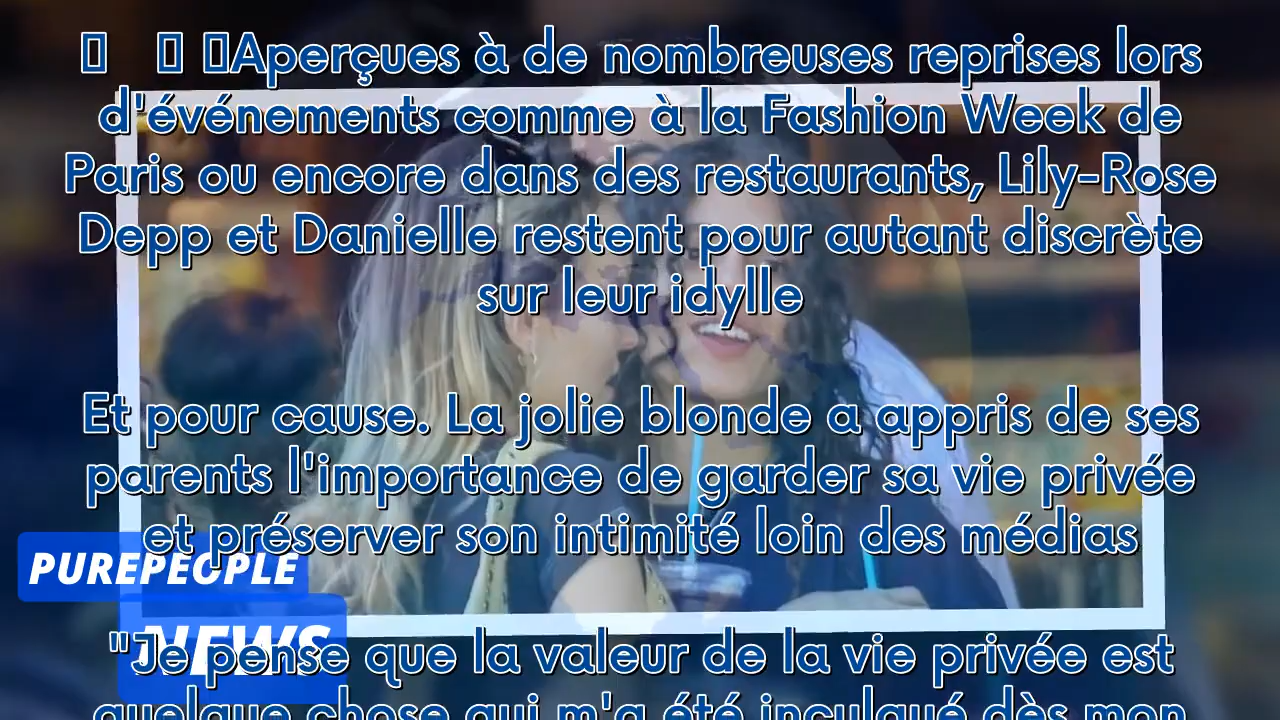 Aperçues à de nombreuses reprises lors
d'événements comme à la Fashion Week de
Paris ou encore dans des restaurants, Lily-Rose
Depp et Danielle restent pour autant discrète
sur leur idylle
Et pour cause. La jolie blonde a appris de ses
parents l'importance de garder sa vie privée
et préserver son intimité loin des médias
PUREPEOPLE
NEWS
"Je pense que la valeur de la vie privée est
quelque chose qui m'a été inculqué dès mon